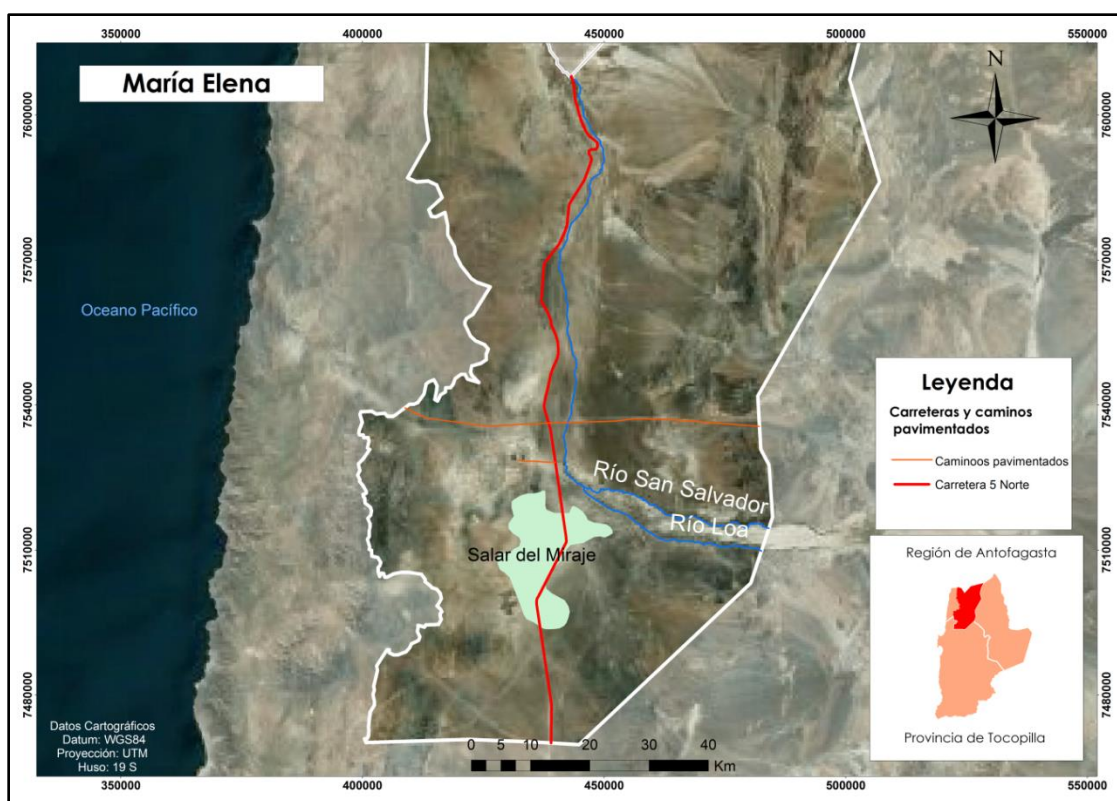 350000 400000 450000 500000 550000
María Elena
N
7600000
7600000
7570000
7570000
Oceano Pacífico
Leyenda
Carreteras y caminos
pavimentados
Caminoos pavimentados
Carretera 5 Norte
7540000
7540000
Río San Salvador
Río Loa
Salar del Miraje
7510000
7510000
Región de Antofagasta
Provincia de Tocopilla
7480000
7480000
Datos Cartográficos
Datum: WGS84
Proyección: UTM
Huso: 19 S
0 5 10 20 30 40
Km
350000 400000 450000 500000 550000